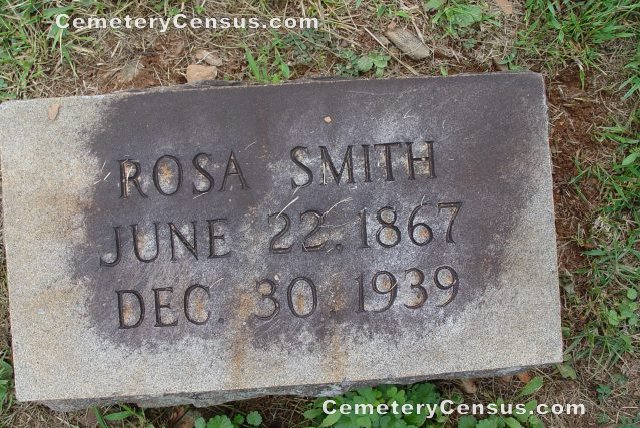 CemeteryCensus.com
ROSA SMITH
JUNE 22. 1867
DEC. 30. 1939
CemeteryCensus.com